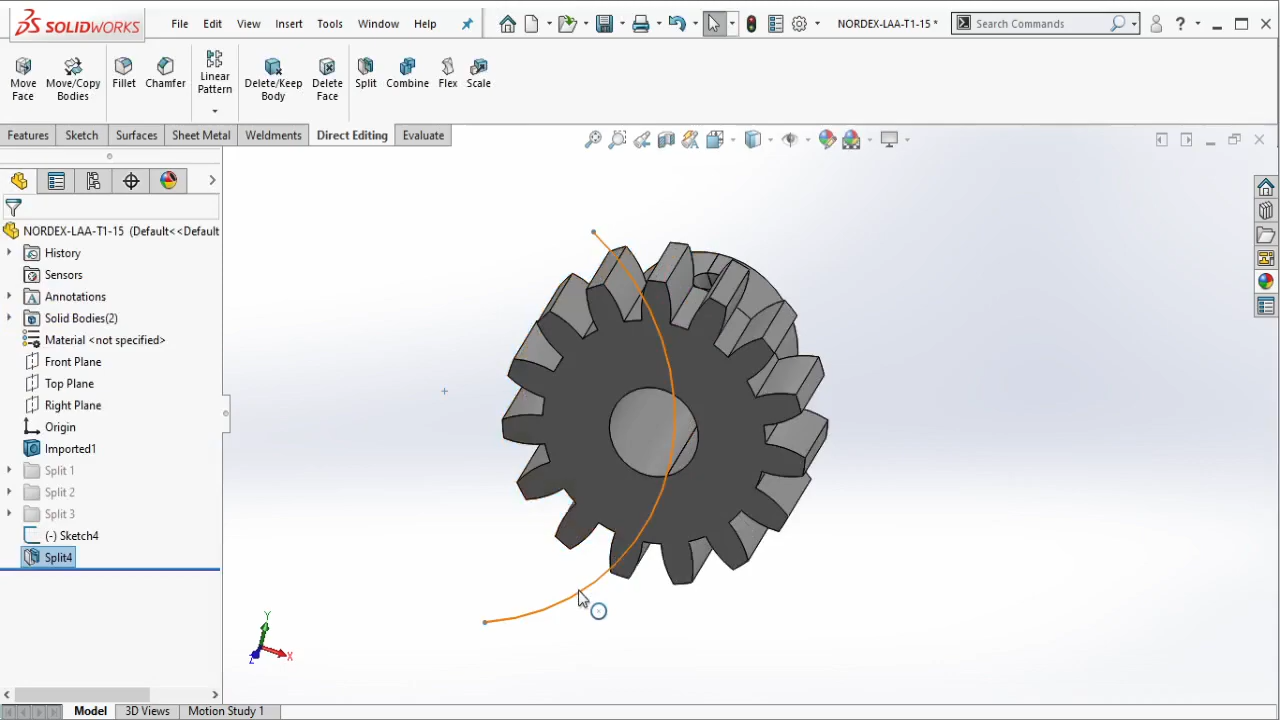 SOLIDWORKS File Edit View Insert Tools Window Help NORDEX-LAA-T1-15 * Search Commands ?
Move Face Move/Copy Bodies Fillet Chamfer Linear Pattern Delete/Keep Body Delete Face Split Combine Flex Scale
Features Sketch Surfaces Sheet Metal Weldments Direct Editing Evaluate
NORDEX-LAA-T1-15 (Default<<Default
History
Sensors
Annotations
Solid Bodies(2)
Material <not specified>
Front Plane
Top Plane
Right Plane
Origin
Imported1
Split 1
Split 2
Split 3
(-) Sketch4
Split4
Y
X
Z
Model 3D Views Motion Study 1